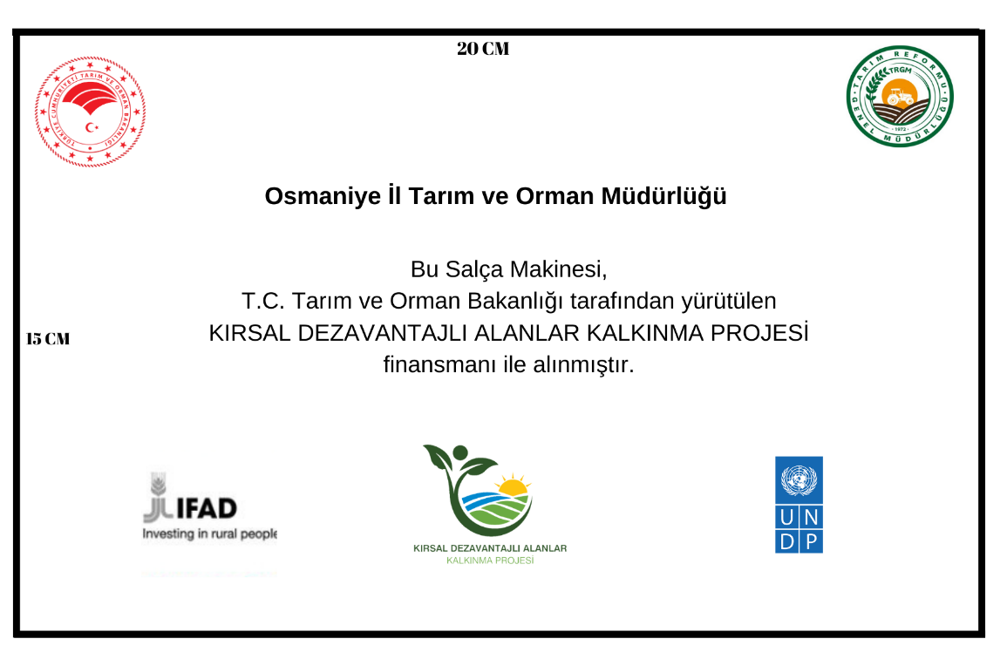 20 CM
TÜRKİYE CUMHURİYETİ TARIM VE ORMAN BAKANLIĞI
TARIM REFORMU GENEL MÜDÜRLÜĞÜ
TRGM
1972
Osmaniye İl Tarım ve Orman Müdürlüğü
Bu Salça Makinesi,
T.C. Tarım ve Orman Bakanlığı tarafından yürütülen
15 CM
KIRSAL DEZAVANTAJLI ALANLAR KALKINMA PROJESİ
finansmanı ile alınmıştır.
JL IFAD
Investing in rural people
KIRSAL DEZAVANTAJLI ALANLAR
KALKINMA PROJESİ
U N
D P